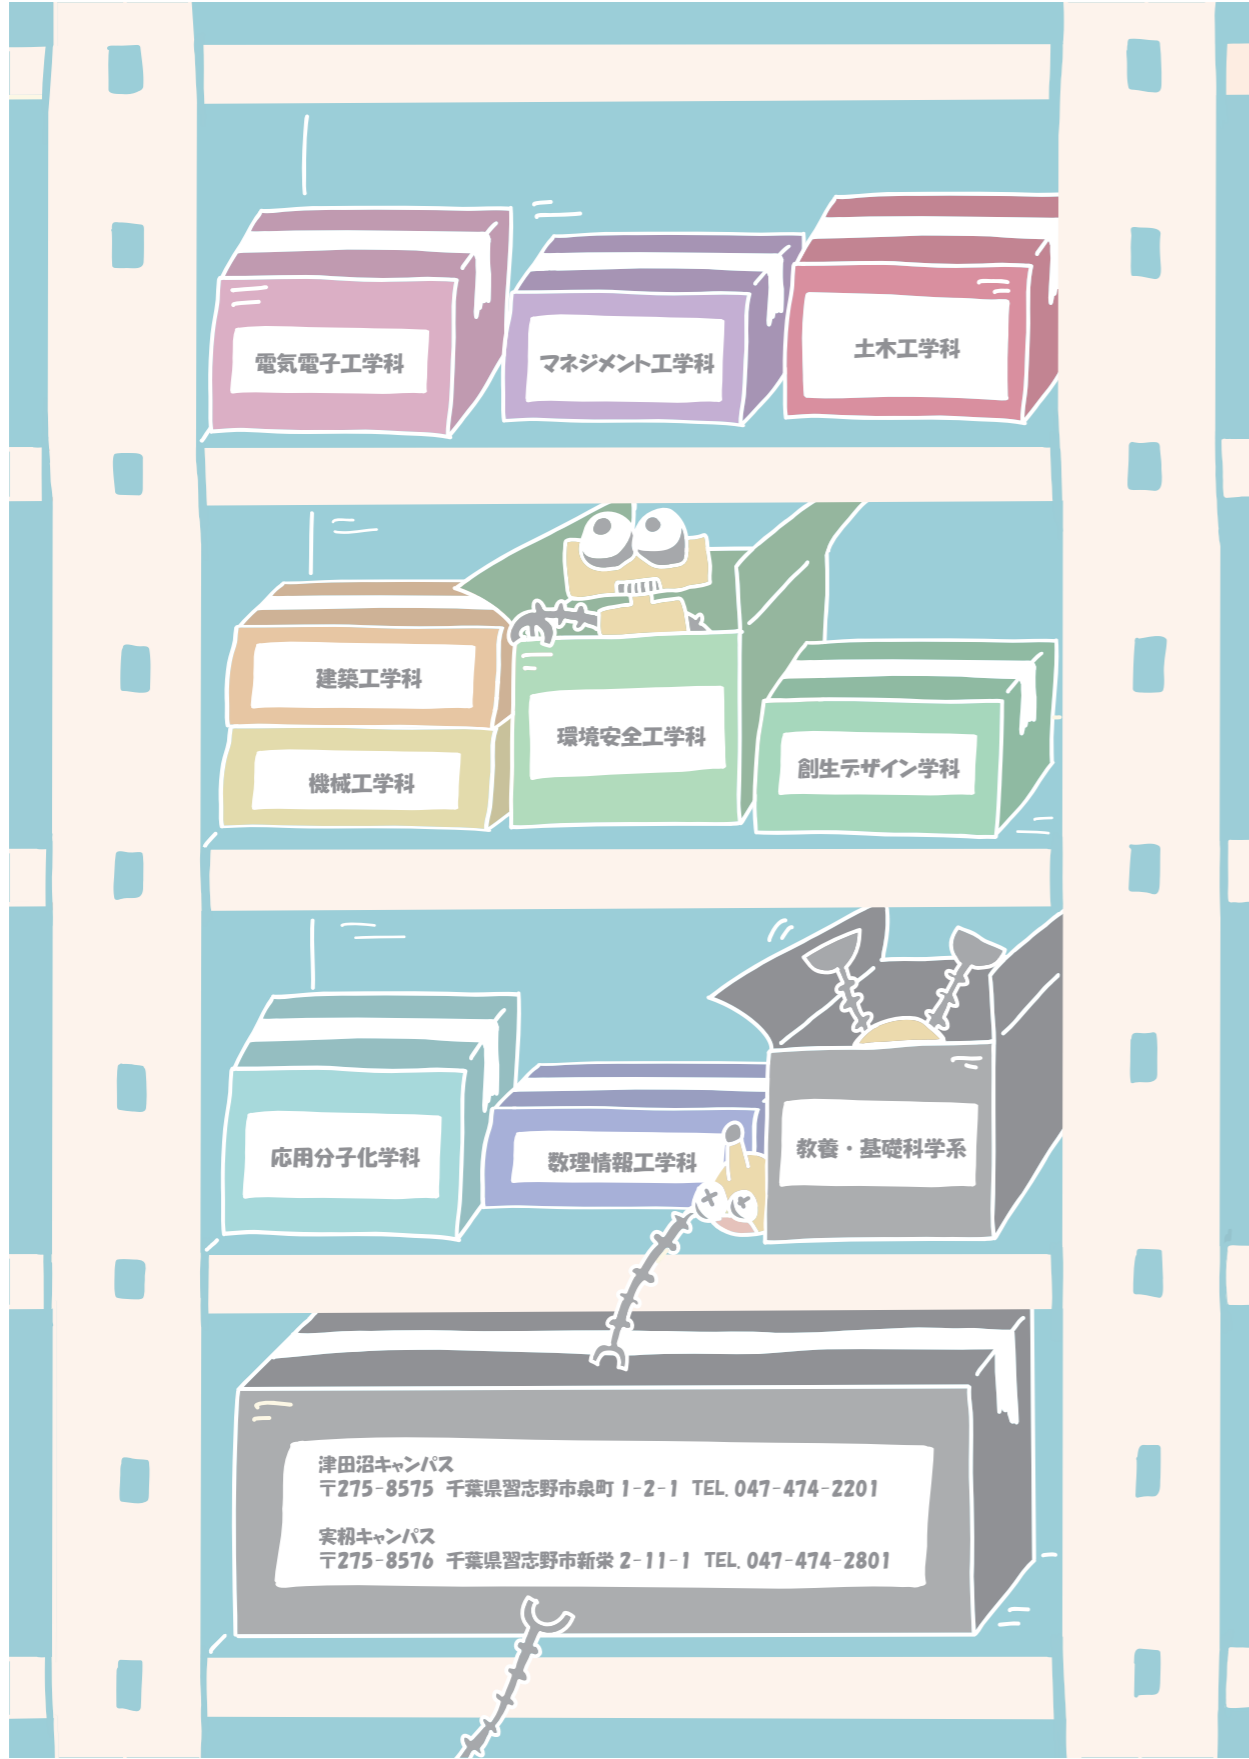 電気電子工学科
マネジメント工学科
土木工学科
建築工学科
環境安全工学科
機械工学科
創生デザイン学科
応用分子化学科
数理情報工学科
教養・基礎科学系
津田沼キャンパス
〒275-8575 千葉県習志野市泉町 1-2-1 TEL. 047-474-2201
実籾キャンパス
〒275-8576 千葉県習志野市新栄 2-11-1 TEL. 047-474-2801